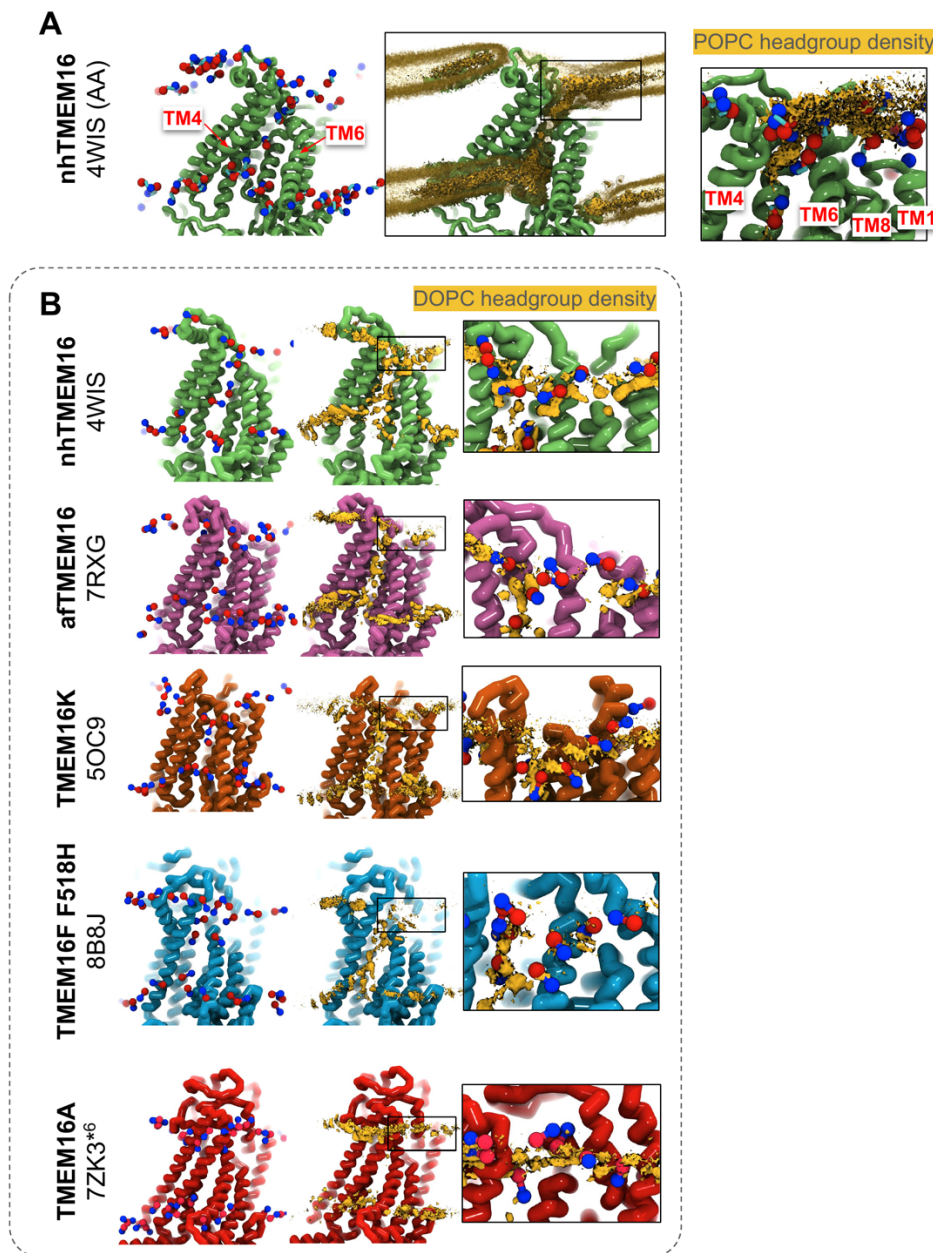 A
nhTMEM16
4WIS (AA)
TM4
TM6
POPC headgroup density
TM4
TM6
TM8
TM1
B
DOPC headgroup density
nhTMEM16
4WIS
afTMEM16
7RXG
TMEM16K
5OC9
TMEM16F F518H
8B8J
TMEM16A
7ZK3*6